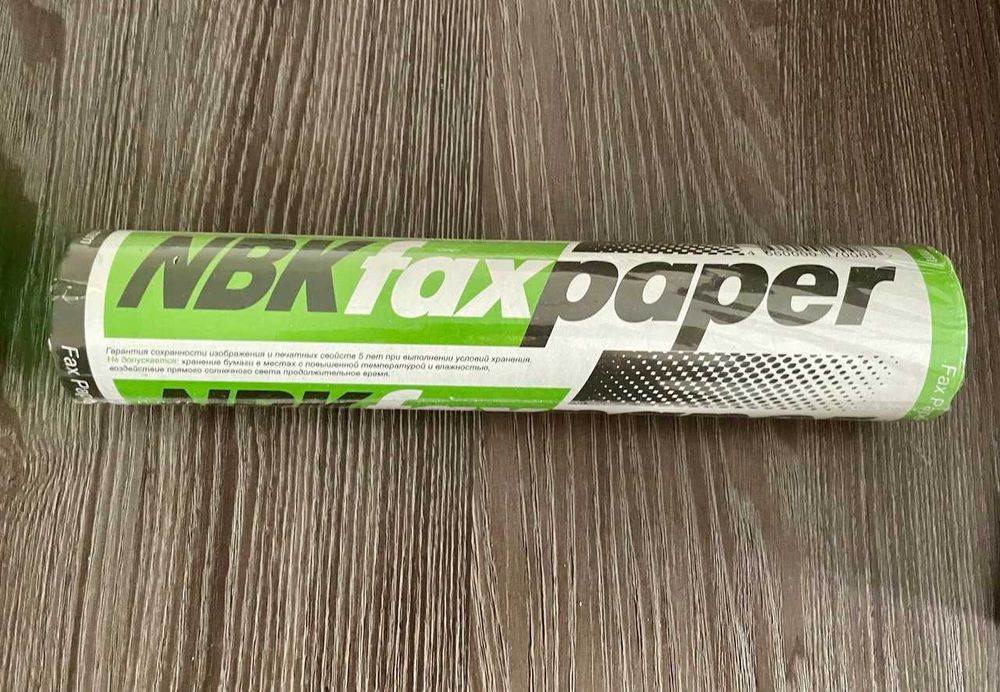 NBKfaxpaper
Гарантия сохранности изображения и печатных свойств 5 лет при выполнении условий хранения.
Не допускается: хранение бумаги в местах с повышенной температурой и влажностью,
воздействие прямого солнечного света продолжительное время.
Fax
Fax